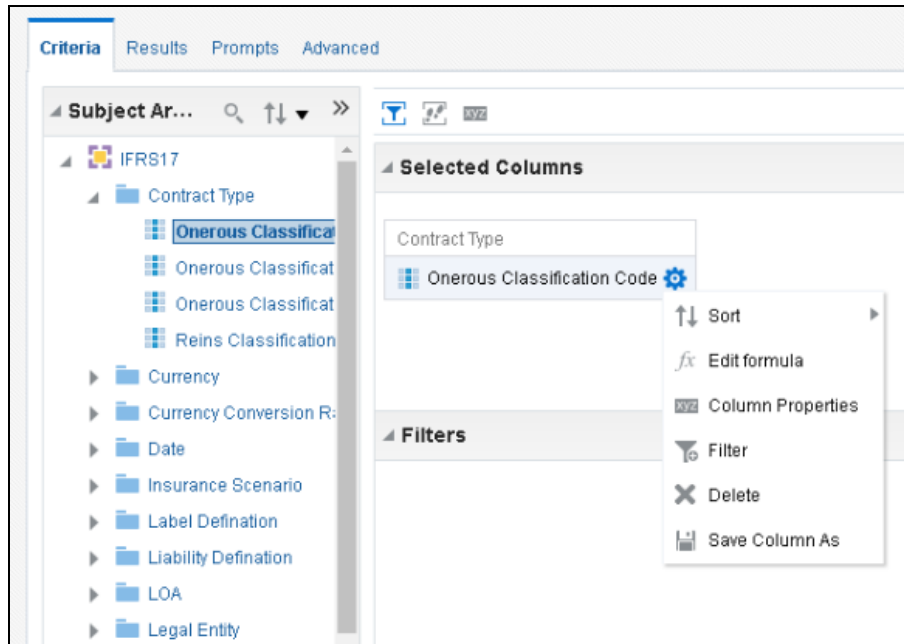 Criteria Results Prompts Advanced
Subject Ar...
IFRS17
Contract Type
Onerous Classifica
Onerous Classificat
Onerous Classificat
Reins Classification
Currency
Currency Conversion R
Date
Insurance Scenario
Label Defination
Liability Defination
LOA
Legal Entity
xyz
Selected Columns
Contract Type
Onerous Classification Code
Sort
fx Edit formula
xyz Column Properties
Filter
Delete
Save Column As
Filters